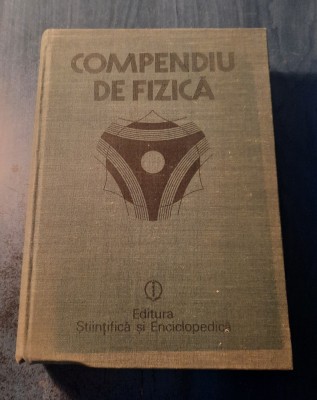 COMPENDIU
DE FIZICĂ
Editura
Științifică și Enciclopedică